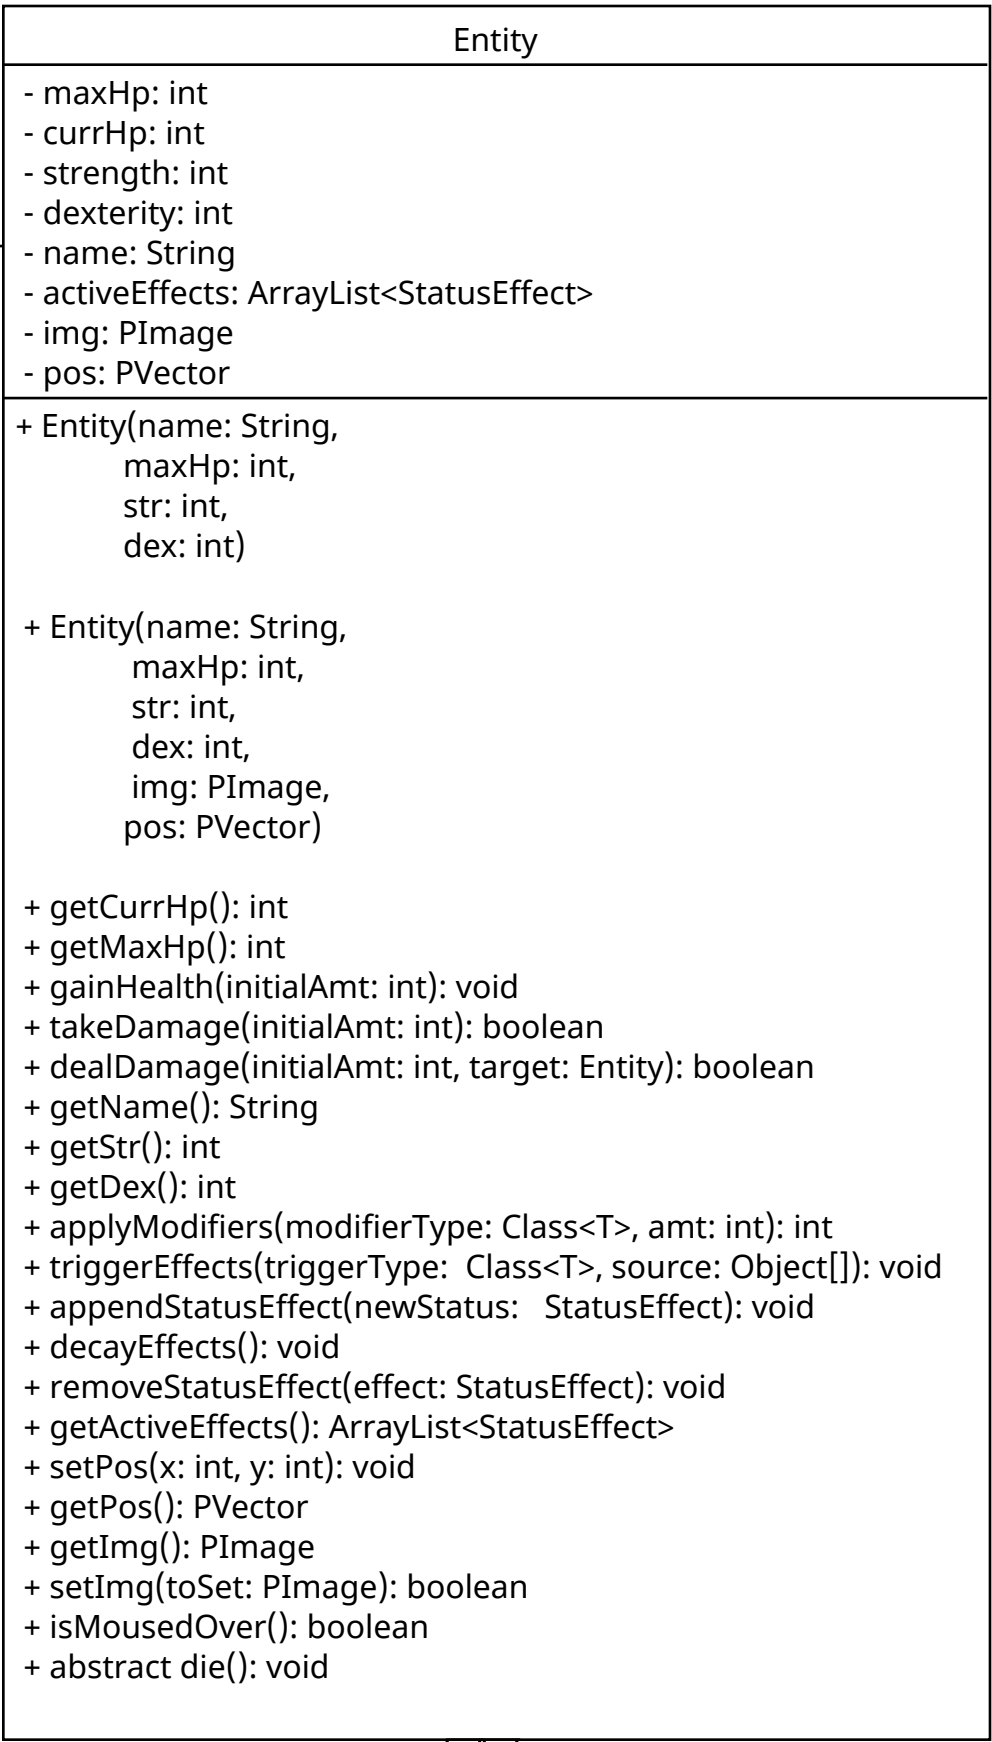 Entity
- maxHp: int
- currHp: int
- strength: int
- dexterity: int
- name: String
- activeEffects: ArrayList<StatusEffect>
- img: PImage
- pos: PVector
+ Entity(name: String,
maxHp: int,
str: int,
dex: int)
+ Entity(name: String,
maxHp: int,
str: int,
dex: int,
img: PImage,
pos: PVector)
+ getCurrHp(): int
+ getMaxHp(): int
+ gainHealth(initialAmt: int): void
+ takeDamage(initialAmt: int): boolean
+ dealDamage(initialAmt: int, target: Entity): boolean
+ getName(): String
+ getStr(): int
+ getDex(): int
+ applyModifiers(modifierType: Class<T>, amt: int): int
+ triggerEffects(triggerType:  Class<T>, source: Object[]): void
+ appendStatusEffect(newStatus:   StatusEffect): void
+ decayEffects(): void
+ removeStatusEffect(effect: StatusEffect): void
+ getActiveEffects(): ArrayList<StatusEffect>
+ setPos(x: int, y: int): void
+ getPos(): PVector
+ getImg(): PImage
+ setImg(toSet: PImage): boolean
+ isMousedOver(): boolean
+ abstract die(): void